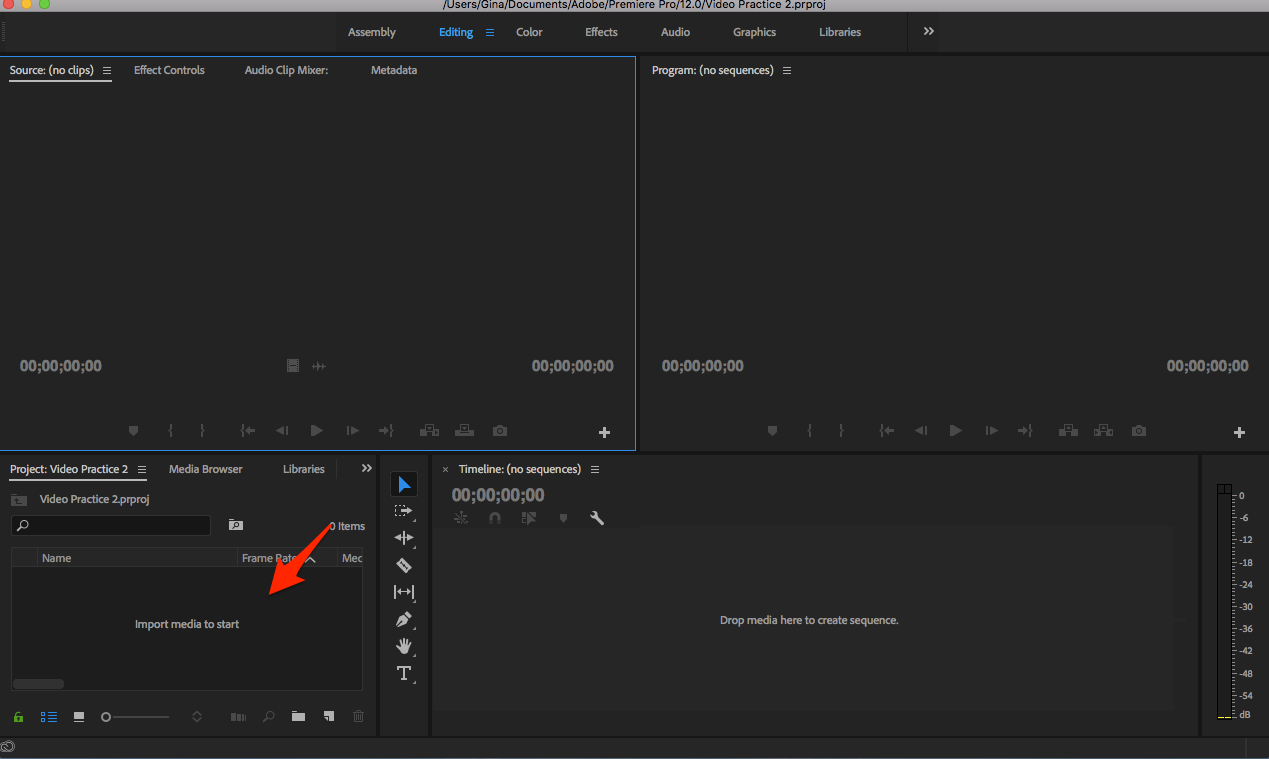 /Users/Gina/Documents/Adobe/Premiere Pro/12.0/Video Practice 2.prproj
Assembly Editing Color Effects Audio Graphics Libraries
Source: (no clips) Effect Controls Audio Clip Mixer: Metadata
Program: (no sequences)
00;00;00;00 00;00;00;00
00;00;00;00 00;00;00;00
Project: Video Practice 2 Media Browser Libraries
Video Practice 2.prproj
0 Items
Name Frame Rate Mec
Import media to start
T
× Timeline: (no sequences)
00;00;00;00
Drop media here to create sequence.
0
-6
-12
-18
-24
-30
-36
-42
-48
-54
dB